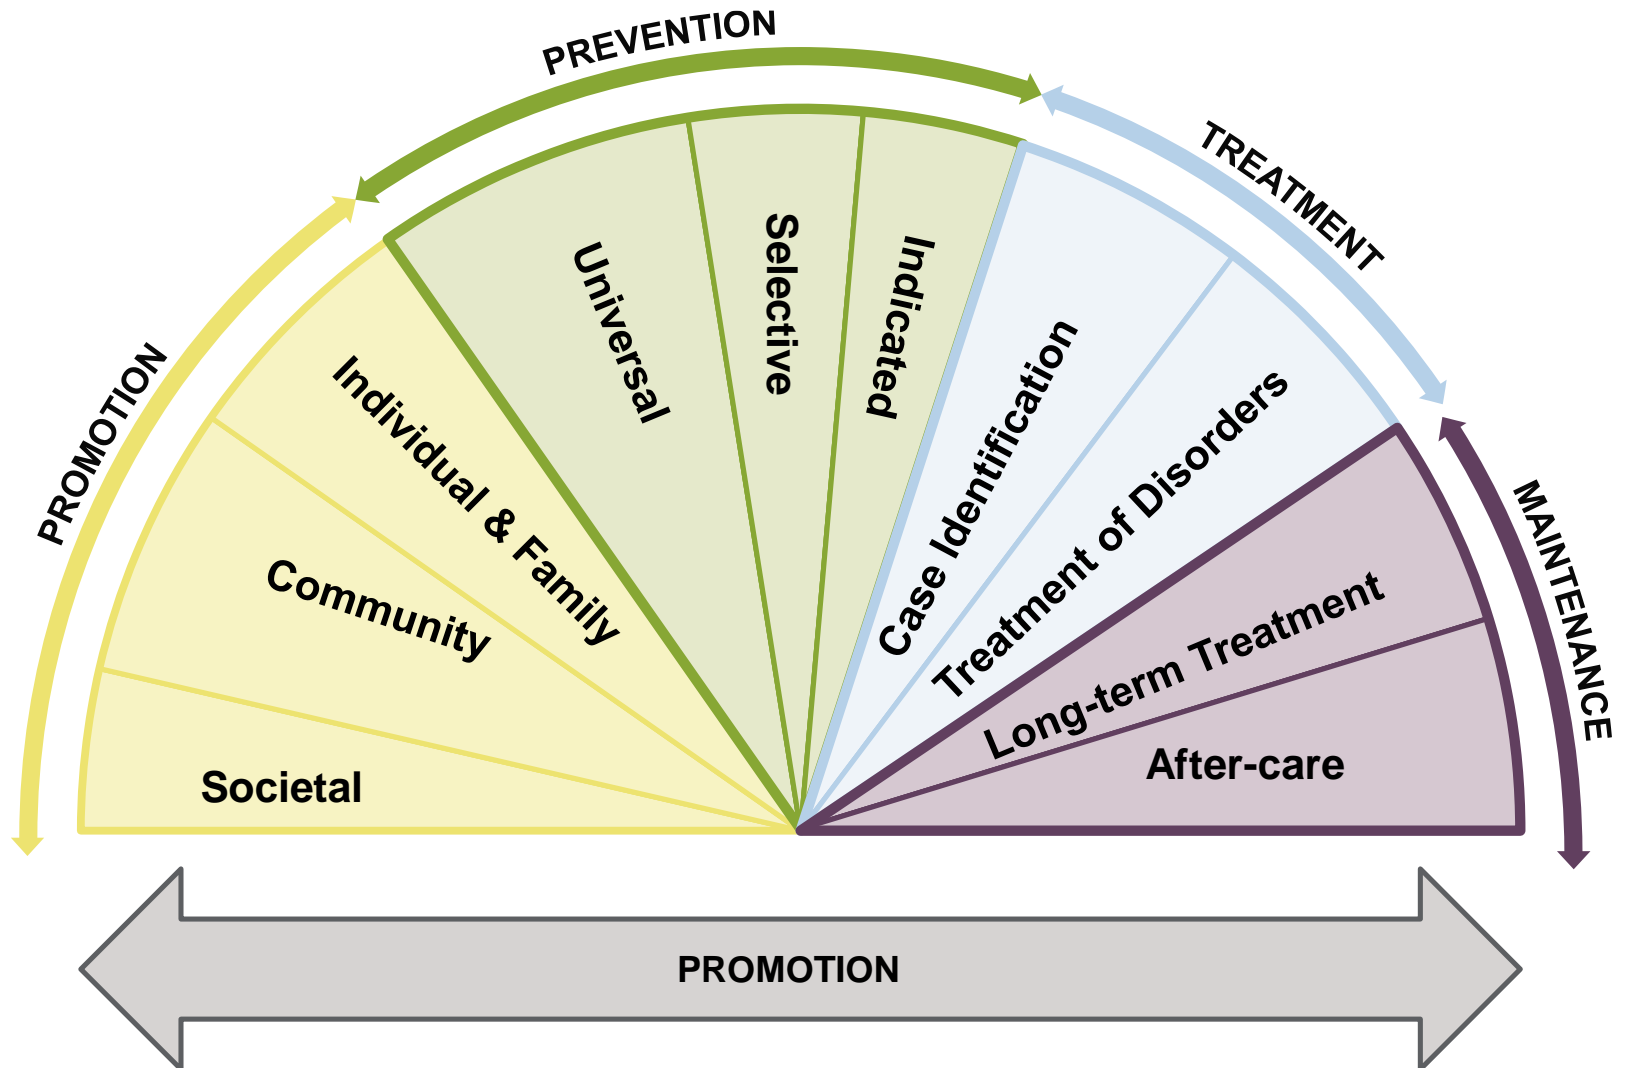 PREVENTION
TREATMENT
PROMOTION
MAINTENANCE
Universal
Selective
Indicated
Individual & Family
Case Identification
Community
Treatment of Disorders
Long-term Treatment
Societal
After-care
PROMOTION